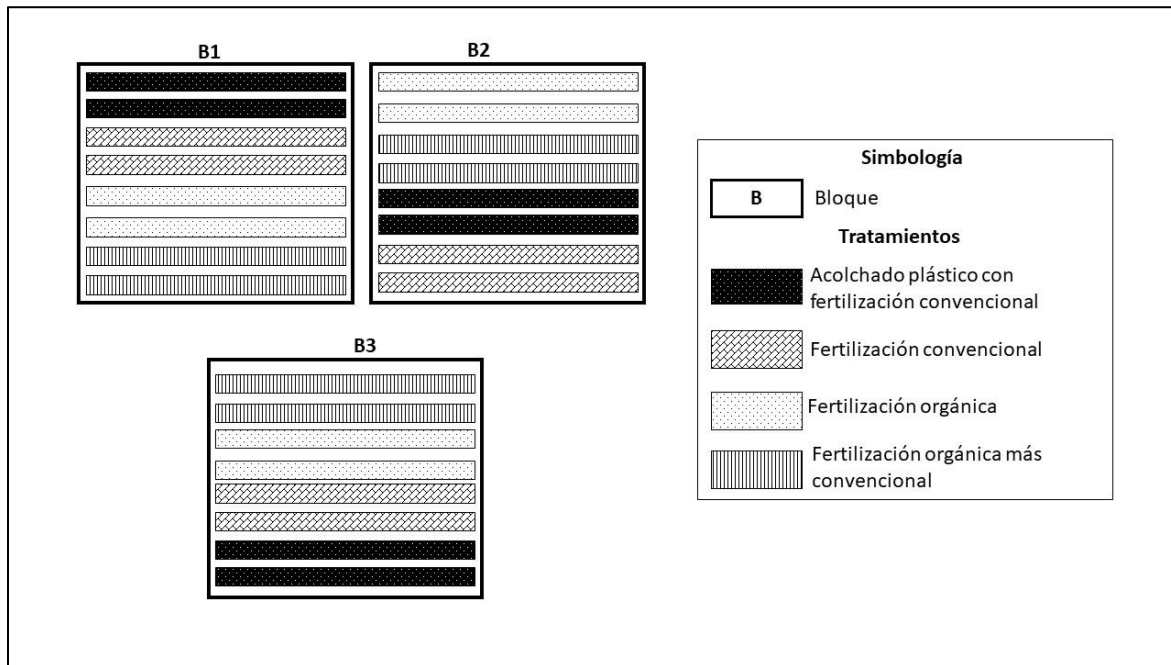 B1
B2
B3
Simbología
B
Bloque
Tratamientos
Acolchado plástico con
fertilización convencional
Fertilización convencional
Fertilización orgánica
Fertilización orgánica más
convencional